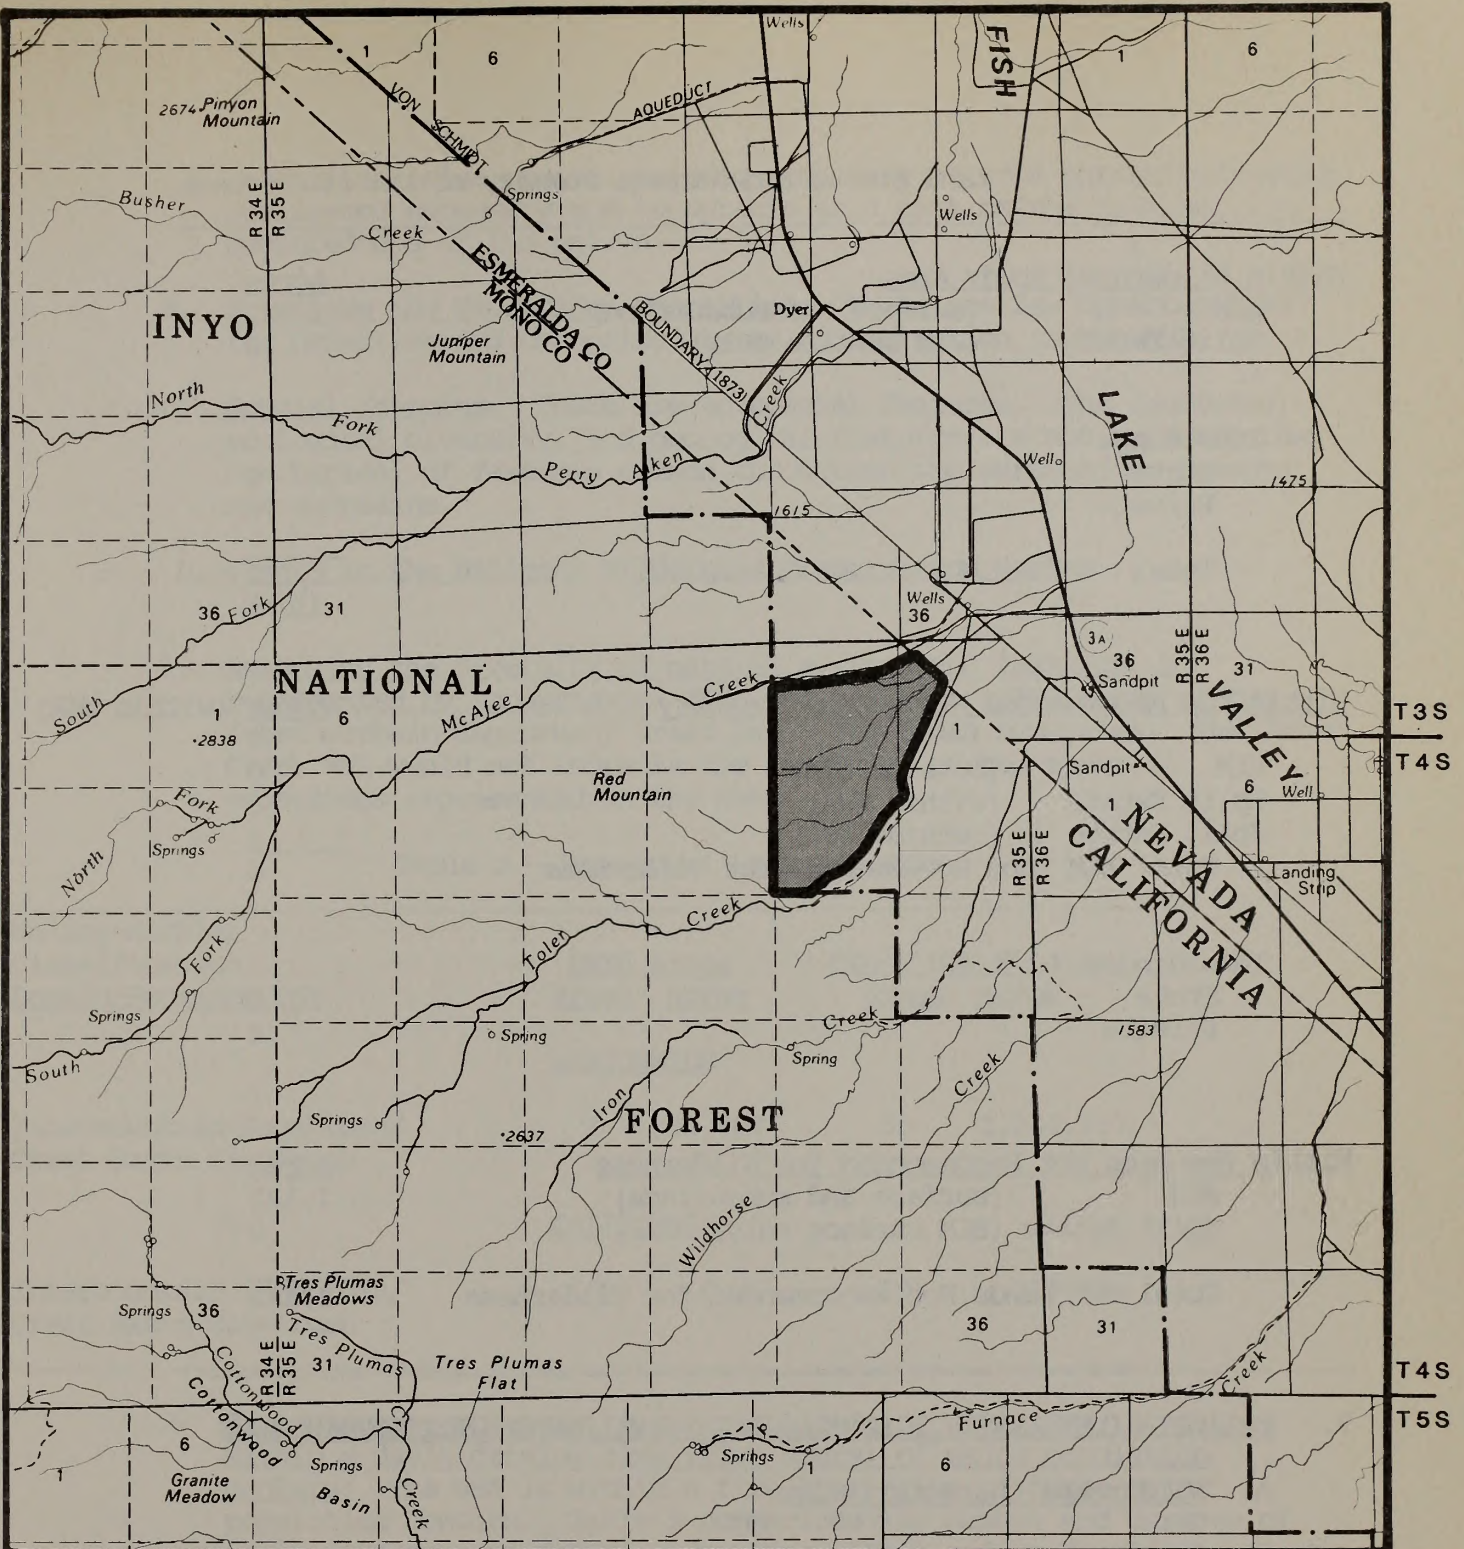 Wells
FISH
1
6
1
6
2674
Pinyon
Mountain
VON
SCHMIDT
AQUEDUCT
Springs
Busher
R 34 E
R 35 E
Creek
Wells
ESMERALDA CO
MONO CO
BOUNDARY (1873)
Dyer
INYO
Juniper
Mountain
LAKE
North
Fork
Creek
Perry Aiken
Well
1475
1615
36
Fork
31
Wells
36
3A
36
Sandpit
R 35 E
R 36 E
31
South
NATIONAL
Creek
McAfee
VALLEY
T3S
T4S
1
2838
6
1
Red
Mountain
Sandpit
6
Well
Fork
North
Springs
1
NEVADA
CALIFORNIA
R 35 E
R 36 E
Landing
Strip
Creek
Toler
Fork
Springs
South
Spring
Creek
Spring
1583
Creek
Springs
Iron
FOREST
2637
Wildhorse
Tres Plumas
Meadows
Springs
36
Tres Plumas
31
R 34 E
R 35 E
Tres Plumas
Flat
36
31
Creek
T4S
T5S
Cottonwood
Cottonwood
Cr
Furnace
6
1
Granite
Meadow
Springs
Basin
Creek
Springs
1
6